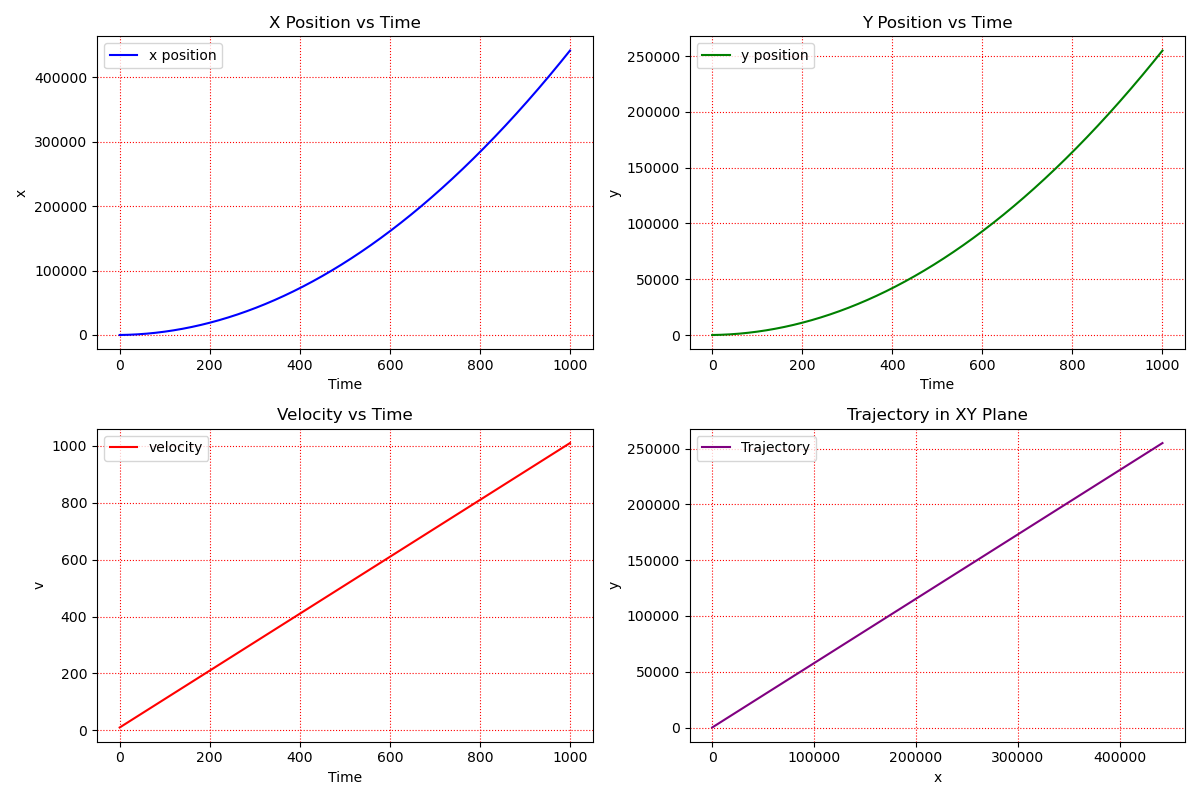 X Position vs Time
x position
400000
300000
200000
100000
0
x
0 200 400 600 800 1000
Time
Y Position vs Time
y position
250000
200000
150000
100000
50000
0
y
0 200 400 600 800 1000
Time
Velocity vs Time
velocity
1000
800
600
400
200
0
v
0 200 400 600 800 1000
Time
Trajectory in XY Plane
Trajectory
250000
200000
150000
100000
50000
0
y
0 100000 200000 300000 400000
x